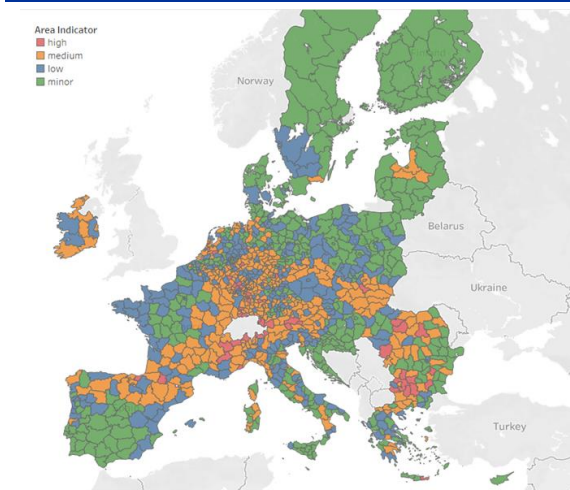 Area Indicator
high
medium
low
minor
Norway
Belarus
Ukraine
Turkey